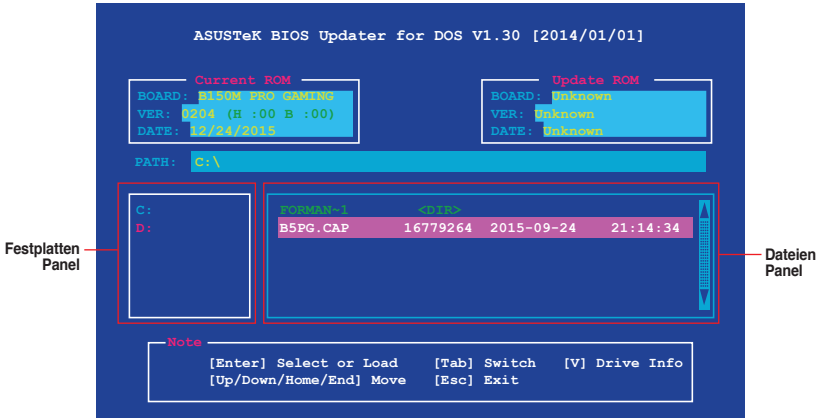 ASUSTeK BIOS Updater for DOS V1.30 [2014/01/01]
Current ROM
BOARD: B150M PRO GAMING
VER: 0204 (H :00 B :00)
DATE: 12/24/2015
Update ROM
BOARD: Unknown
VER: Unknown
DATE: Unknown
PATH: C:\
C:
D:
FORMAN~1 <DIR>
B5PG.CAP 16779264 2015-09-24 21:14:34
Festplatten
Panel
Dateien
Panel
Note
[Enter] Select or Load [Tab] Switch [V] Drive Info
[Up/Down/Home/End] Move [Esc] Exit